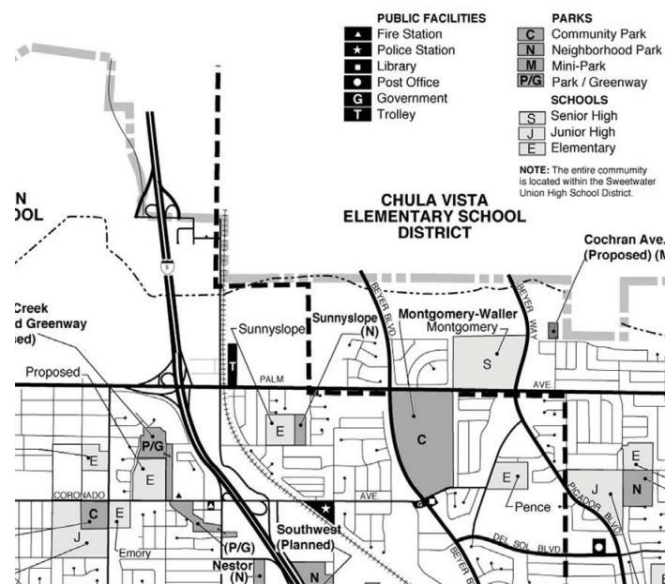 PUBLIC FACILITIES
Fire Station
Police Station
Library
Post Office
G Government
T Trolley
PARKS
C Community Park
N Neighborhood Park
M Mini-Park
P/G Park / Greenway
SCHOOLS
S Senior High
J Junior High
E Elementary
NOTE: The entire community
is located within the Sweetwater
Union High School District.
N
OOL
CHULA VISTA
ELEMENTARY SCHOOL
DISTRICT
Cochran Ave.
(Proposed) (M
5
BEYER BLVD
BEYER WAY
Creek
d Greenway
sed)
Sunnyslope
Sunnyslope
(N)
Montgomery-Waller
Montgomery
S
Proposed
T
PALM
AVE.
E
C
P/G
E
E
E
E
N
J
Pence
PICADOR BLVD
CORONADO
AVE.
C
E
J
Emory
(P/G)
Southwest
(Planned)
DEL SOL BLVD
Nestor
(N)
N
BEYER B